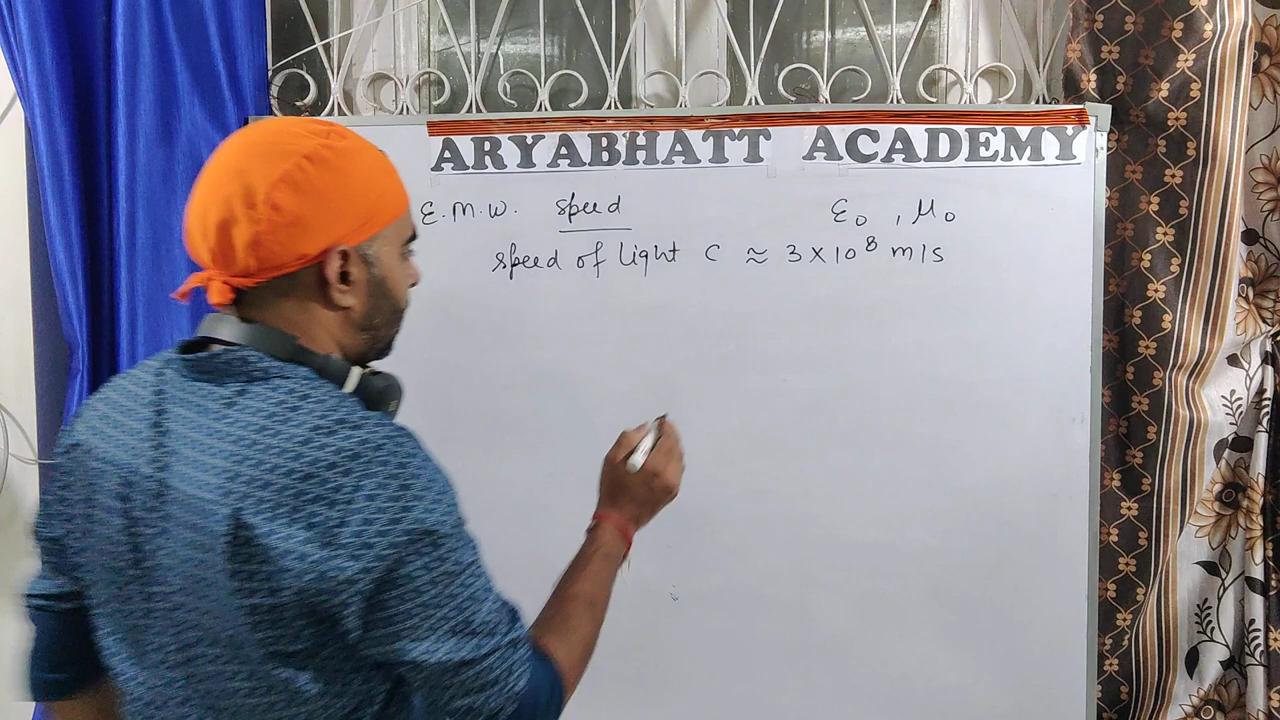 ARYABHATT ACADEMY
E.M.W. speed ε₀ , μ₀
speed of light c ≈ 3×10⁸ m/s